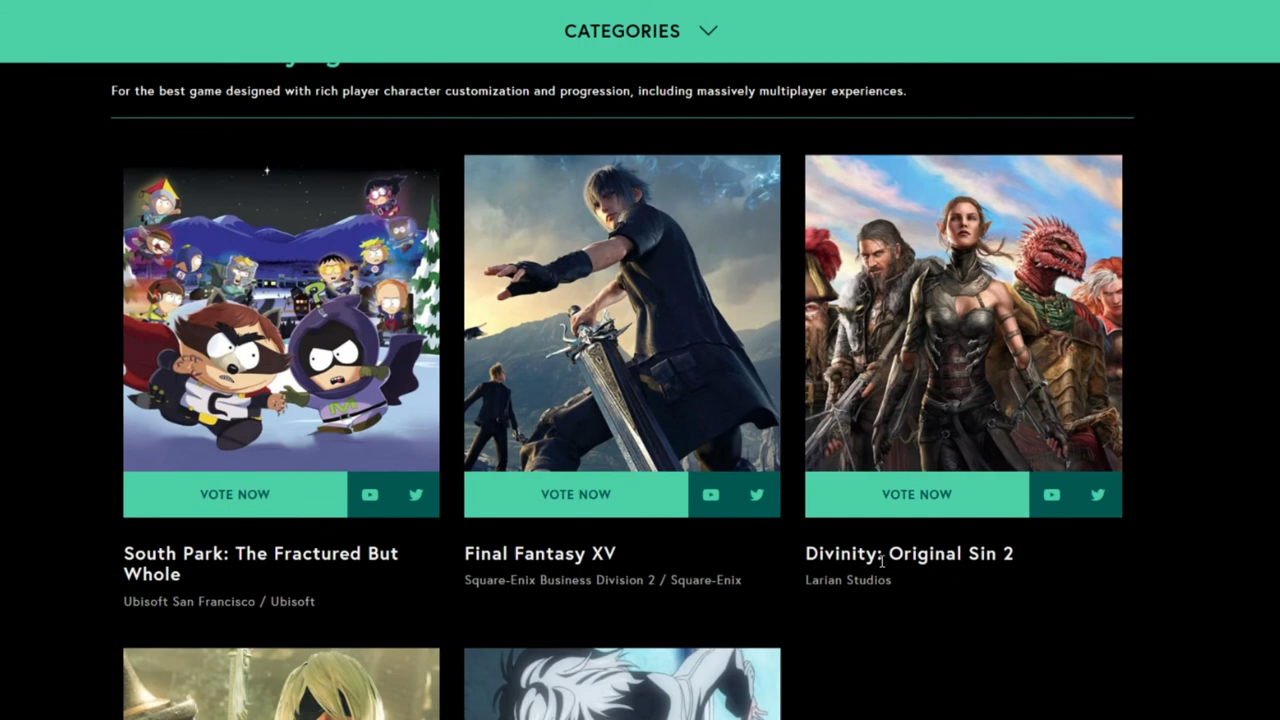 CATEGORIES
For the best game designed with rich player character customization and progression, including massively multiplayer experiences.
VOTE NOW
VOTE NOW
VOTE NOW
South Park: The Fractured But
Whole
Ubisoft San Francisco / Ubisoft
Final Fantasy XV
Square-Enix Business Division 2 / Square-Enix
Divinity: Original Sin 2
Larian Studios